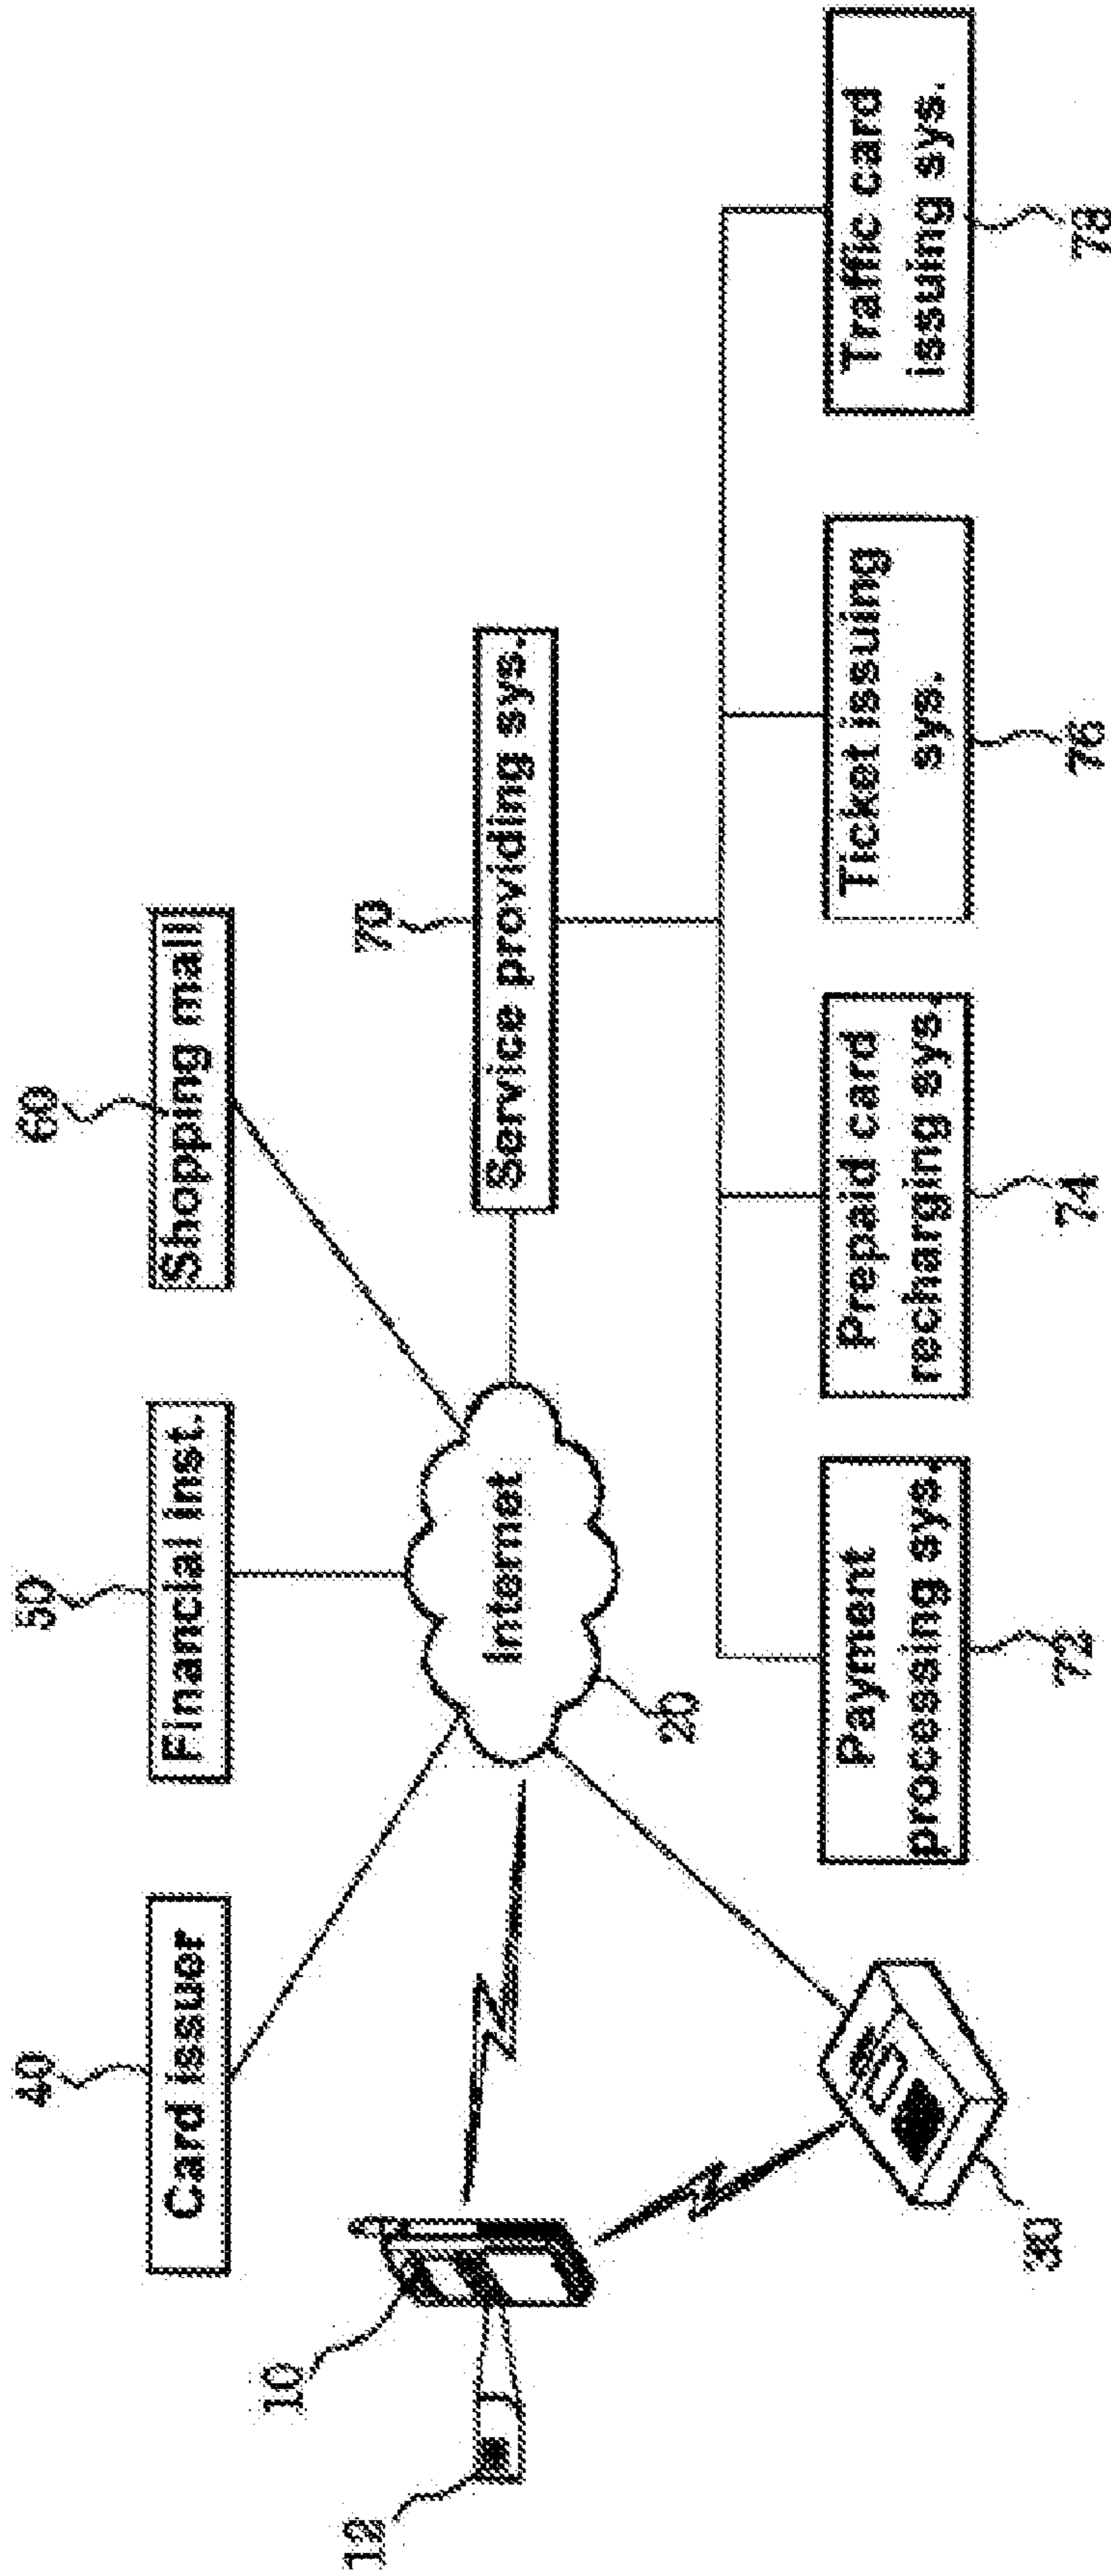 40
Card issuer
50
Financial inst.
60
Shopping mall
10
12
Internet
20
70
Service providing sys.
30
Payment
processing sys.
72
Prepaid card
recharging sys.
74
Ticket issuing
sys.
76
Traffic card
issuing sys.
78